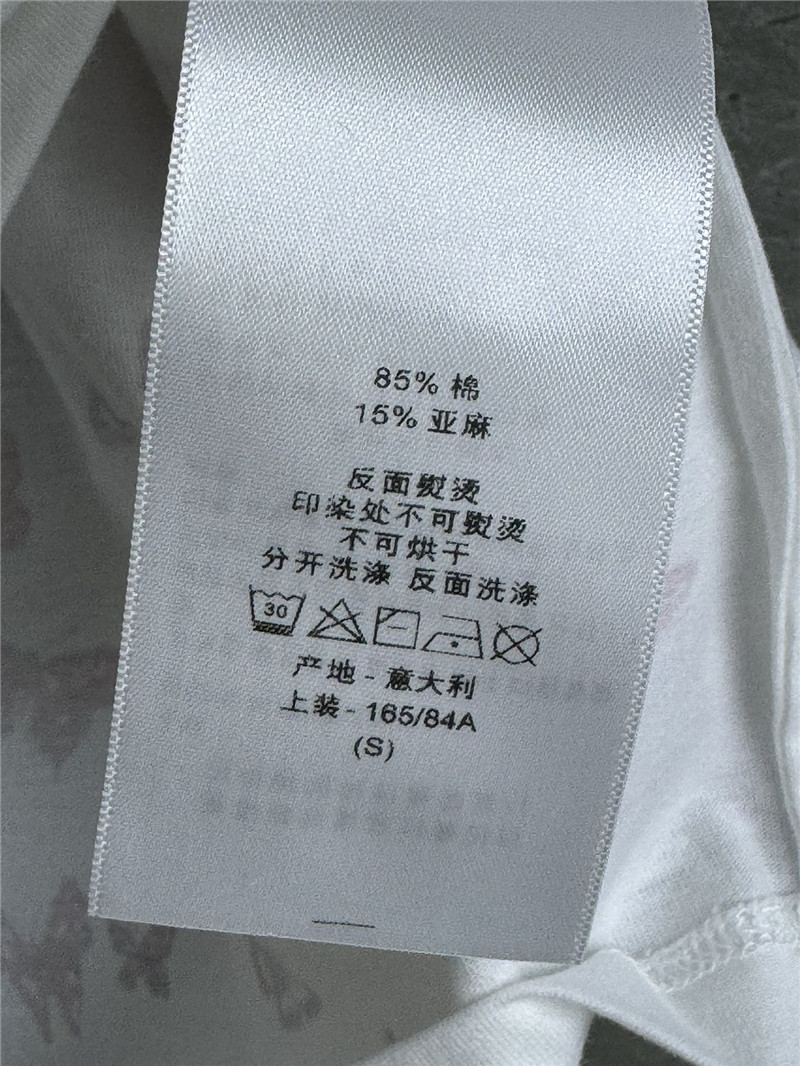 85% 棉
15% 亚麻
反面熨烫
印染处不可熨烫
不可烘干
分开洗涤 反面洗涤
30
产地 - 意大利
上装 - 165/84A
(S)